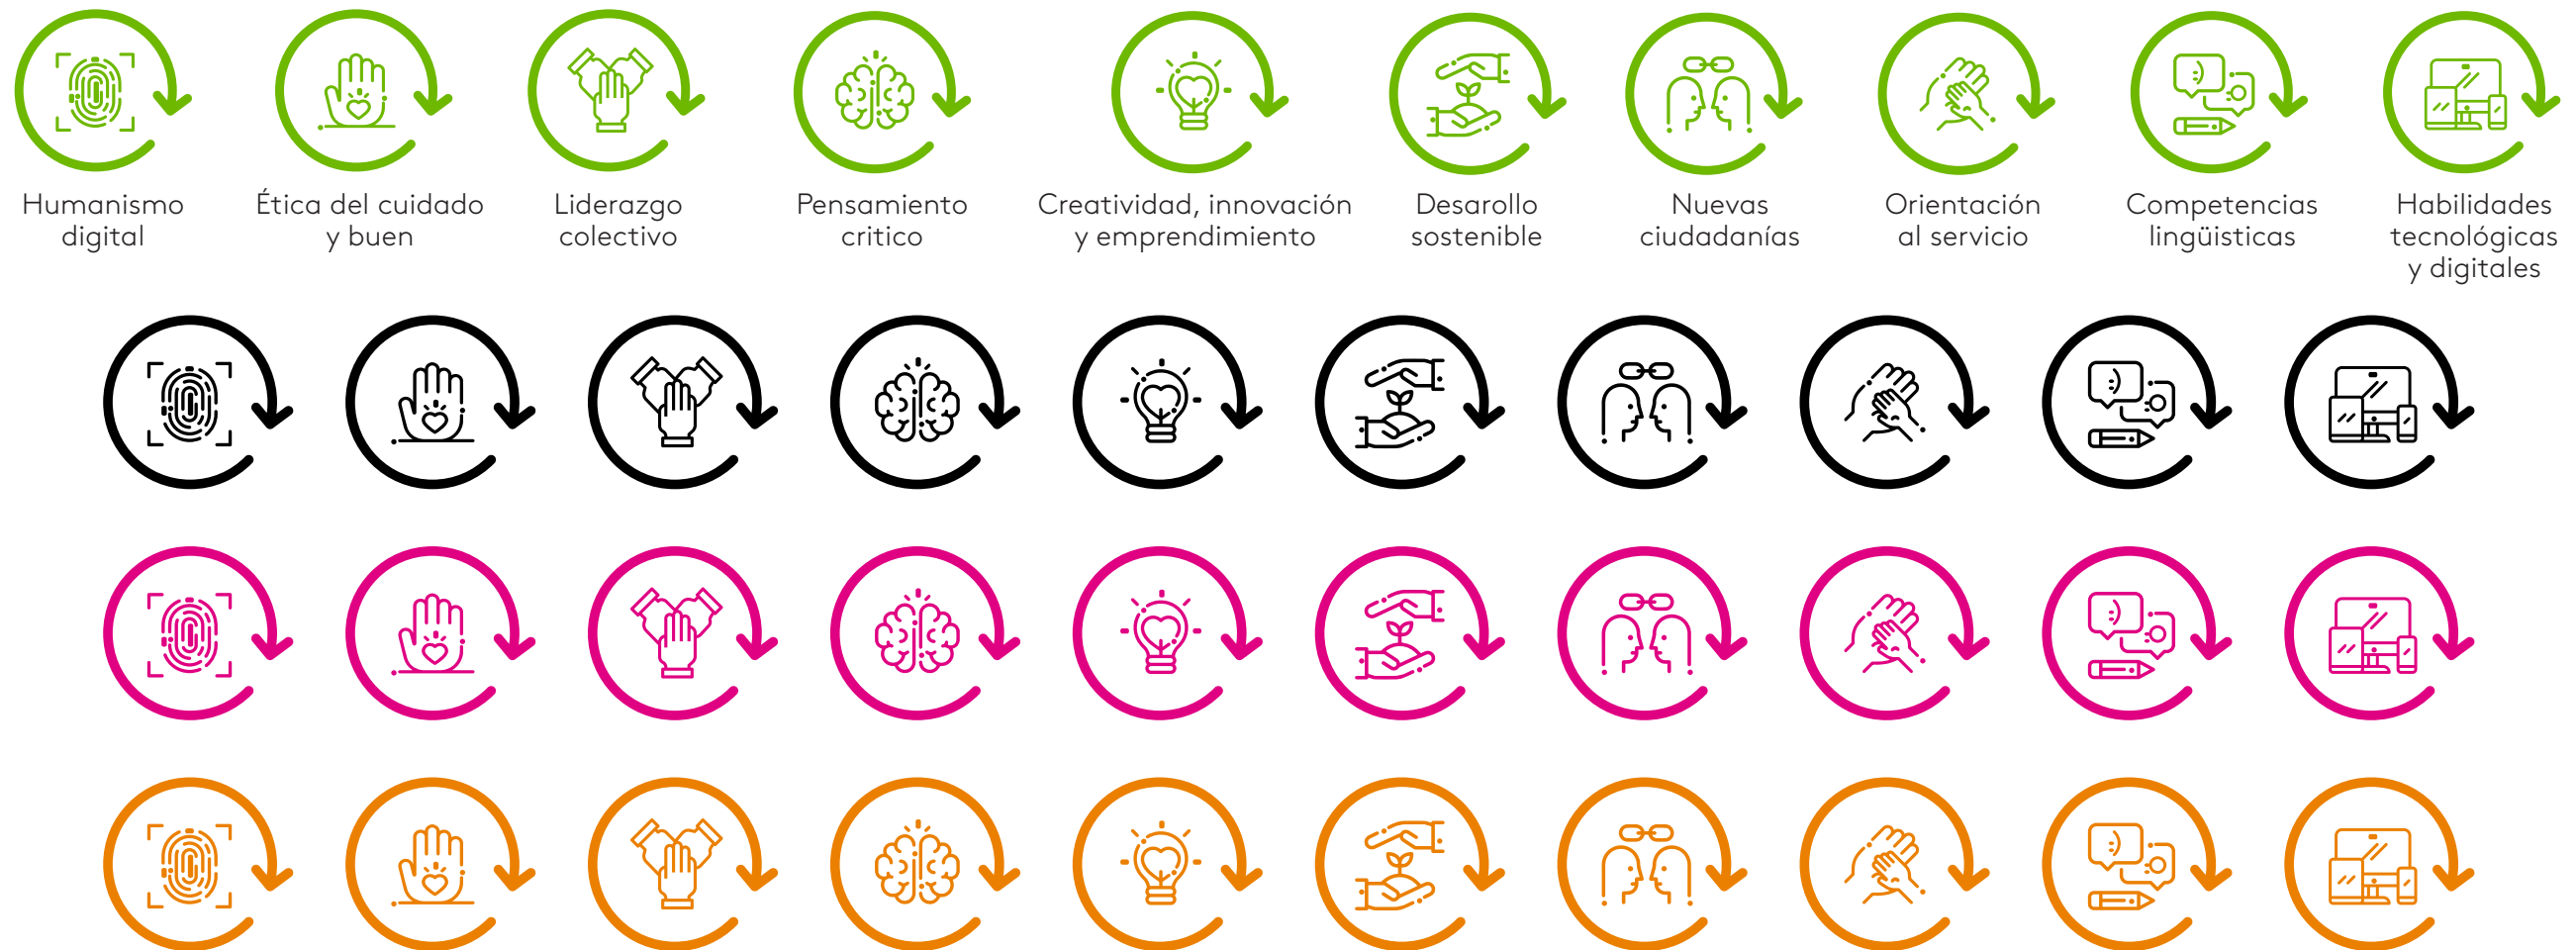 Humanismo
digital
Ética del cuidado
y buen
Liderazgo
colectivo
Pensamiento
critico
Creatividad, innovación
y emprendimiento
Desarollo
sostenible
Nuevas
ciudadanías
Orientación
al servicio
Competencias
lingüisticas
Habilidades
tecnológicas
y digitales